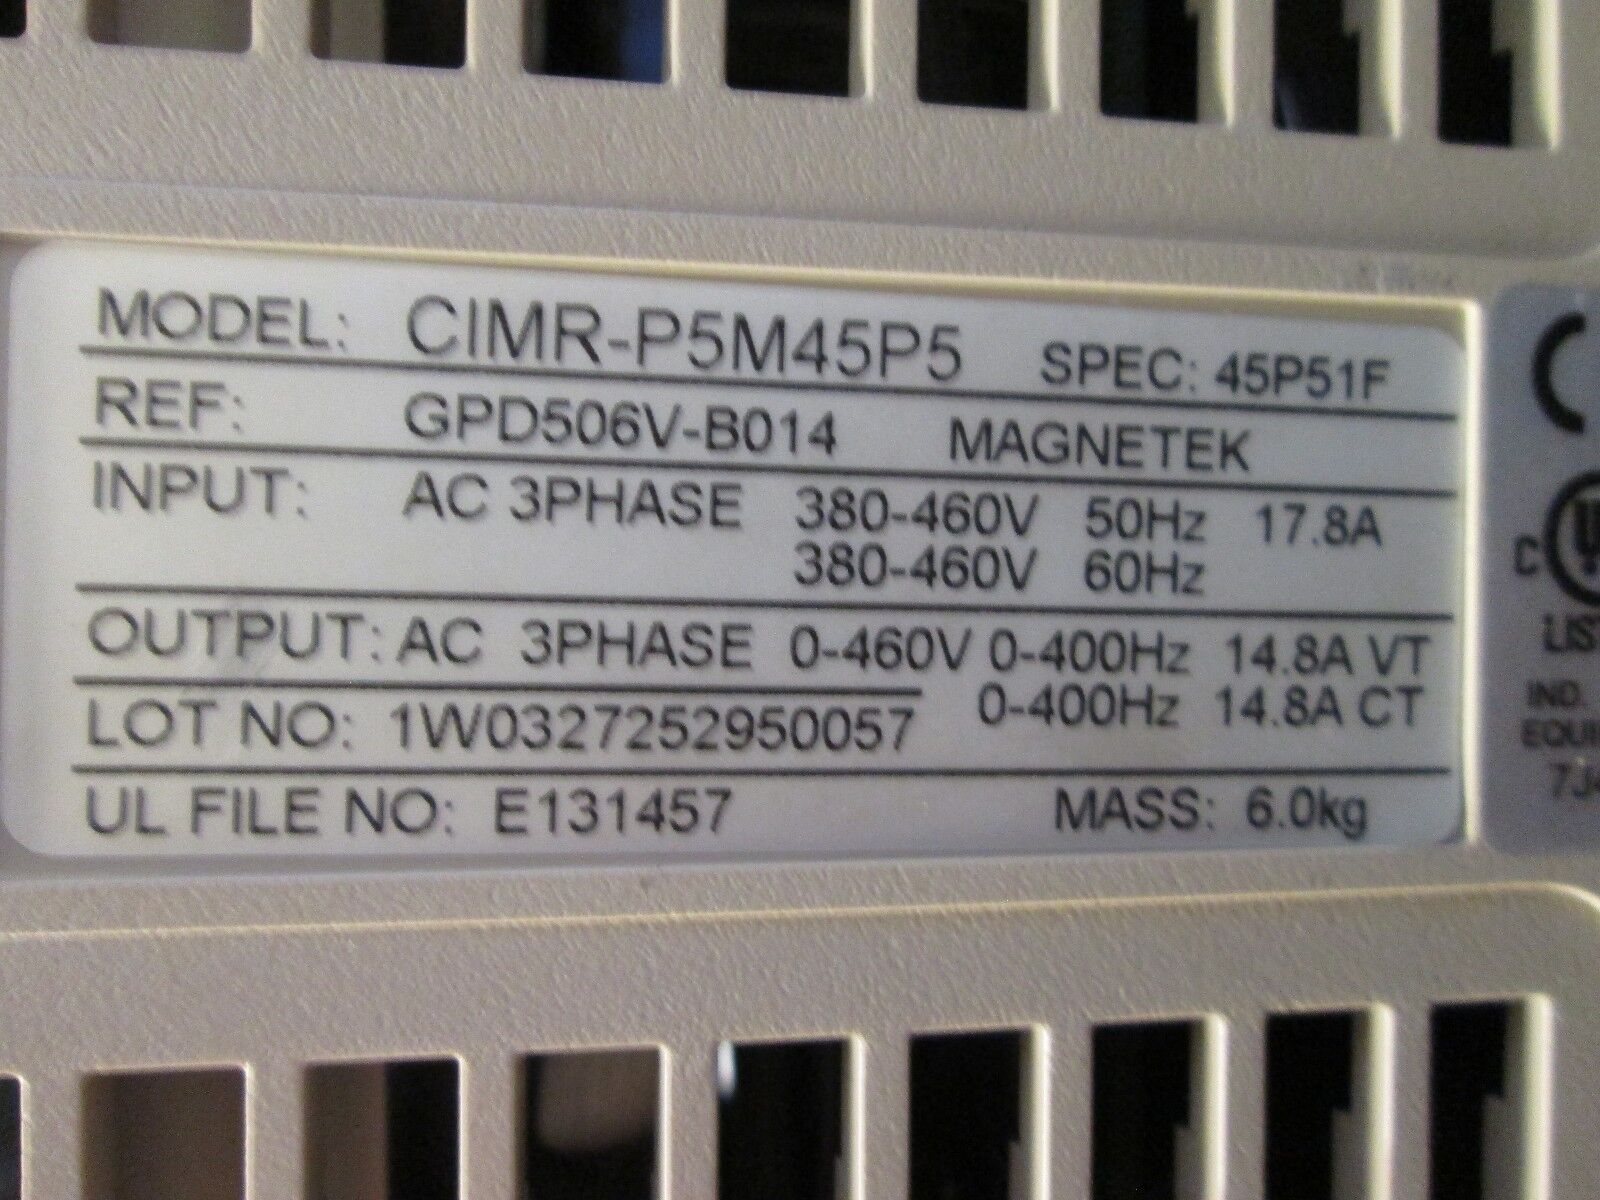 MODEL: CIMR-P5M45P5 SPEC: 45P51F
REF: GPD506V-B014 MAGNETEK
INPUT: AC 3PHASE 380-460V 50Hz 17.8A
380-460V 60Hz
OUTPUT: AC 3PHASE 0-460V 0-400Hz 14.8A VT
0-400Hz 14.8A CT
LOT NO: 1W0327252950057
UL FILE NO: E131457 MASS: 6.0kg
C
C
LIS
IND.